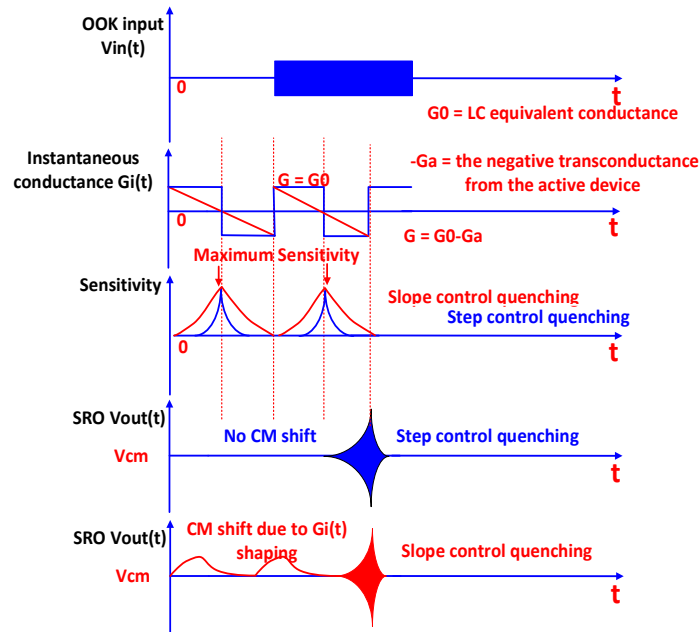 OOK input
Vin(t)
0
t
G0 = LC equivalent conductance
Instantaneous
conductance Gi(t)
G = G0
-Ga = the negative transconductance
from the active device
0
G = G0-Ga
t
Maximum Sensitivity
Sensitivity
Slope control quenching
Step control quenching
0
t
SRO Vout(t)
No CM shift
Step control quenching
Vcm
t
SRO Vout(t)
CM shift due to Gi(t)
shaping
Slope control quenching
Vcm
t